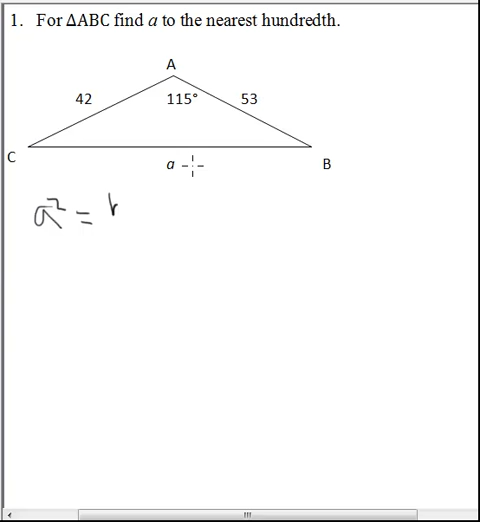 1. For ΔABC find a to the nearest hundredth.
A
42 115° 53
C a B
a² =